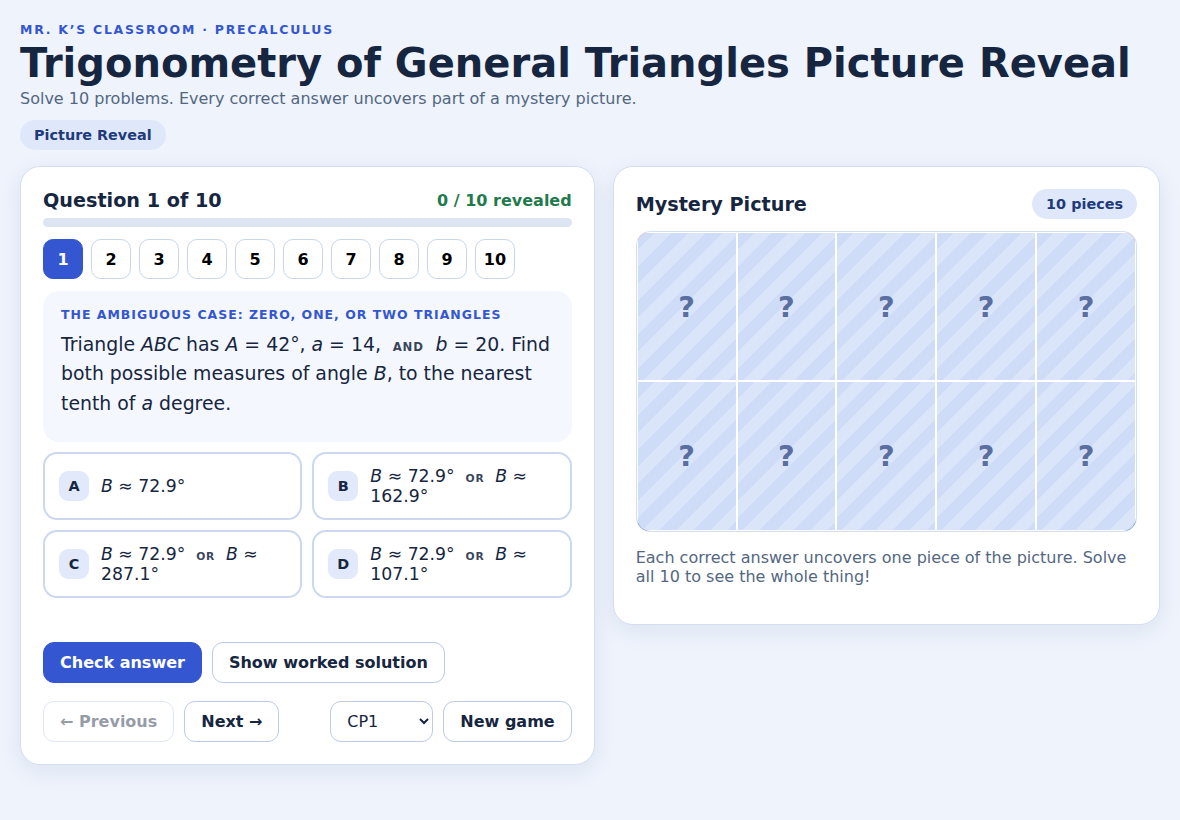 MR. K’S CLASSROOM · PRECALCULUS
Trigonometry of General Triangles Picture Reveal
Solve 10 problems. Every correct answer uncovers part of a mystery picture.
Picture Reveal
Question 1 of 10
0 / 10 revealed
1 2 3 4 5 6 7 8 9 10
THE AMBIGUOUS CASE: ZERO, ONE, OR TWO TRIANGLES
Triangle ABC has A = 42°, a = 14, AND b = 20. Find
both possible measures of angle B, to the nearest
tenth of a degree.
A B ≈ 72.9°
B B ≈ 72.9° OR B ≈
162.9°
C B ≈ 72.9° OR B ≈
287.1°
D B ≈ 72.9° OR B ≈
107.1°
Check answer
Show worked solution
← Previous
Next →
CP1
New game
Mystery Picture
10 pieces
? ? ? ? ?
? ? ? ? ?
Each correct answer uncovers one piece of the picture. Solve
all 10 to see the whole thing!